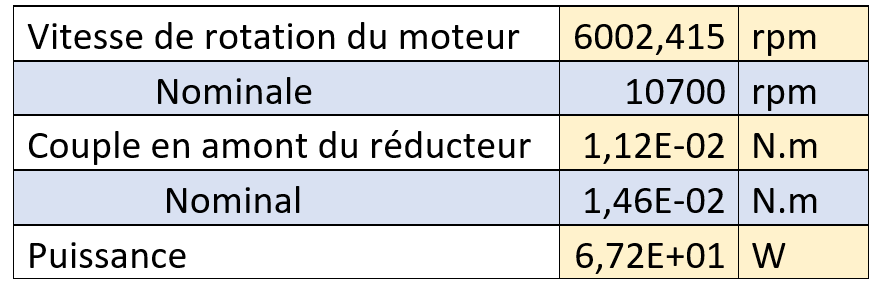 Vitesse de rotation du moteur 6002,415 rpm
Nominale 10700 rpm
Couple en amont du réducteur 1,12E-02 N.m
Nominal 1,46E-02 N.m
Puissance 6,72E+01 W